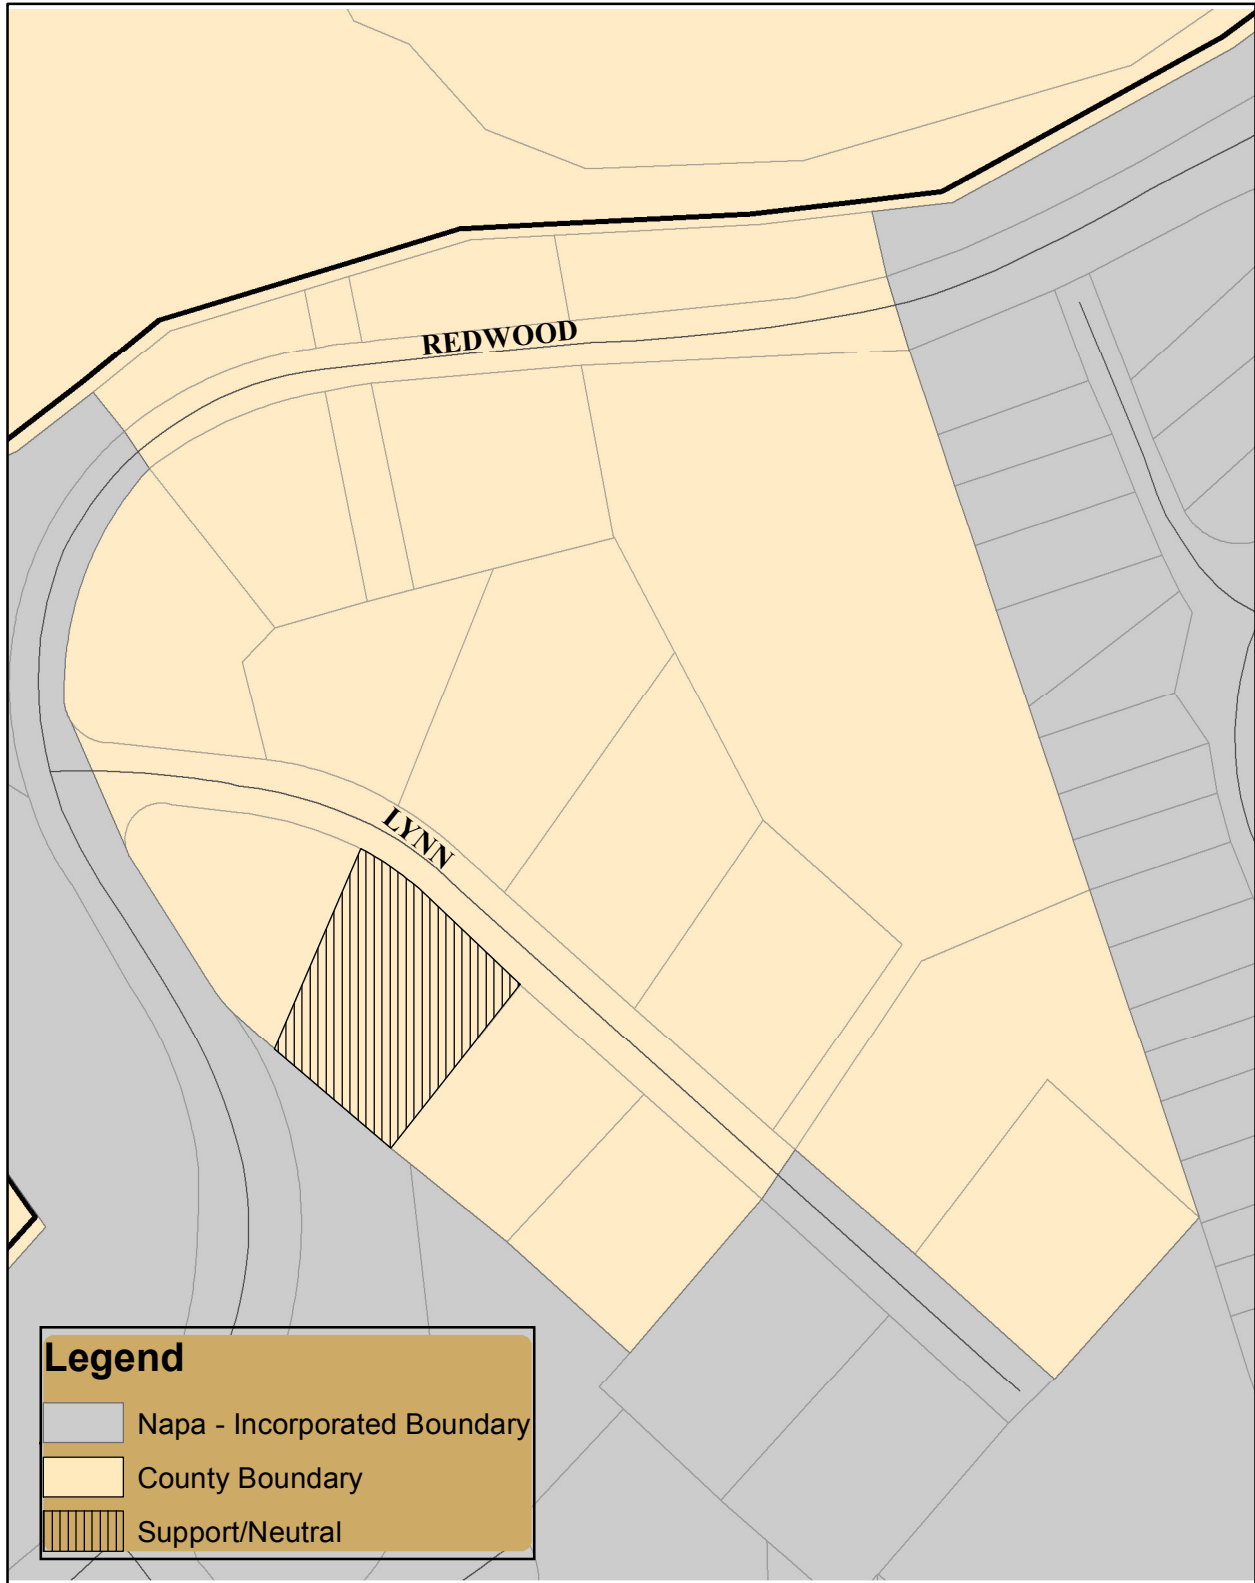 REDWOOD
LYNN
Legend
Napa - Incorporated Boundary
County Boundary
Support/Neutral